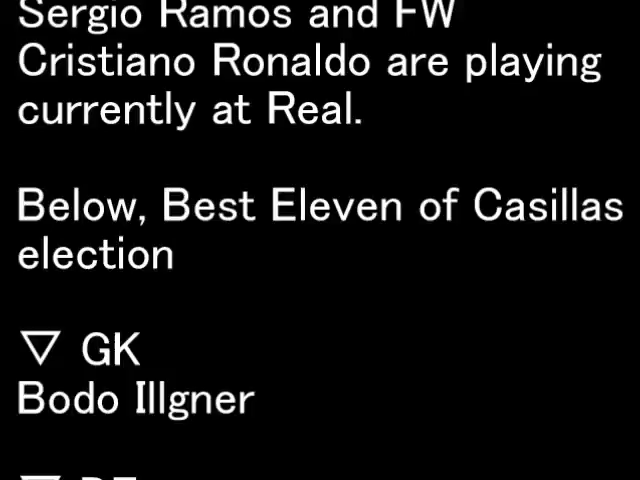 Sergio Ramos and FW
Cristiano Ronaldo are playing
currently at Real.
Below, Best Eleven of Casillas
election
▽ GK
Bodo Illgner